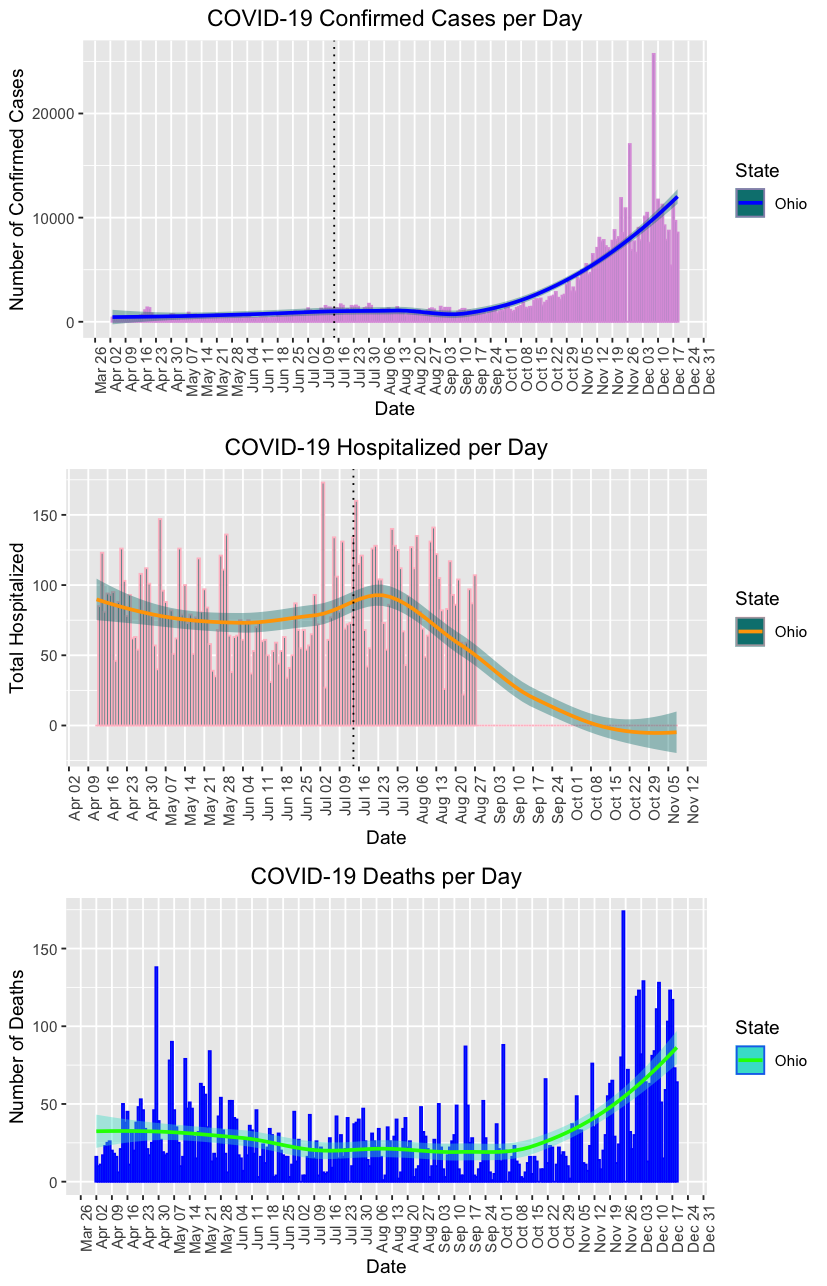 COVID-19 Confirmed Cases per Day
Number of Confirmed Cases
20000
10000
0
State
Ohio
Mar 26
Apr 02
Apr 09
Apr 16
Apr 23
Apr 30
May 07
May 14
May 21
May 28
Jun 04
Jun 11
Jun 18
Jun 25
Jul 02
Jul 09
Jul 16
Jul 23
Jul 30
Aug 06
Aug 13
Aug 20
Aug 27
Sep 03
Sep 10
Sep 17
Sep 24
Oct 01
Oct 08
Oct 15
Oct 22
Oct 29
Nov 05
Nov 12
Nov 19
Nov 26
Dec 03
Dec 10
Dec 17
Dec 24
Dec 31
Date
COVID-19 Hospitalized per Day
Total Hospitalized
150
100
50
0
State
Ohio
Apr 02
Apr 09
Apr 16
Apr 23
Apr 30
May 07
May 14
May 21
May 28
Jun 04
Jun 11
Jun 18
Jun 25
Jul 02
Jul 09
Jul 16
Jul 23
Jul 30
Aug 06
Aug 13
Aug 20
Aug 27
Sep 03
Sep 10
Sep 17
Sep 24
Oct 01
Oct 08
Oct 15
Oct 22
Oct 29
Nov 05
Nov 12
Date
COVID-19 Deaths per Day
Number of Deaths
150
100
50
0
State
Ohio
Mar 26
Apr 02
Apr 09
Apr 16
Apr 23
Apr 30
May 07
May 14
May 21
May 28
Jun 04
Jun 11
Jun 18
Jun 25
Jul 02
Jul 09
Jul 16
Jul 23
Jul 30
Aug 06
Aug 13
Aug 20
Aug 27
Sep 03
Sep 10
Sep 17
Sep 24
Oct 01
Oct 08
Oct 15
Oct 22
Oct 29
Nov 05
Nov 12
Nov 19
Nov 26
Dec 03
Dec 10
Dec 17
Dec 24
Dec 31
Date